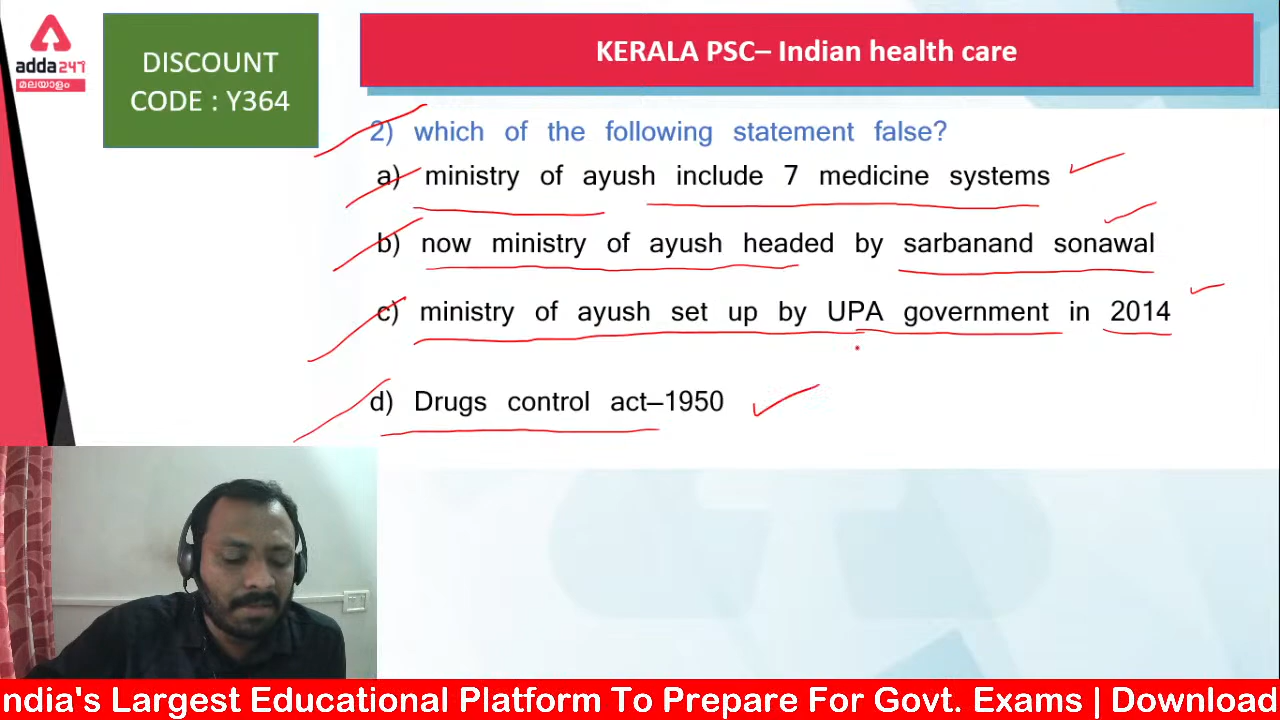 adda247
മലയാളം
DISCOUNT
CODE : Y364
KERALA PSC– Indian health care
2) which of the following statement false?
a) ministry of ayush include 7 medicine systems
b) now ministry of ayush headed by sarbanand sonawal
c) ministry of ayush set up by UPA government in 2014
d) Drugs control act–1950
ndia's Largest Educational Platform To Prepare For Govt. Exams | Download